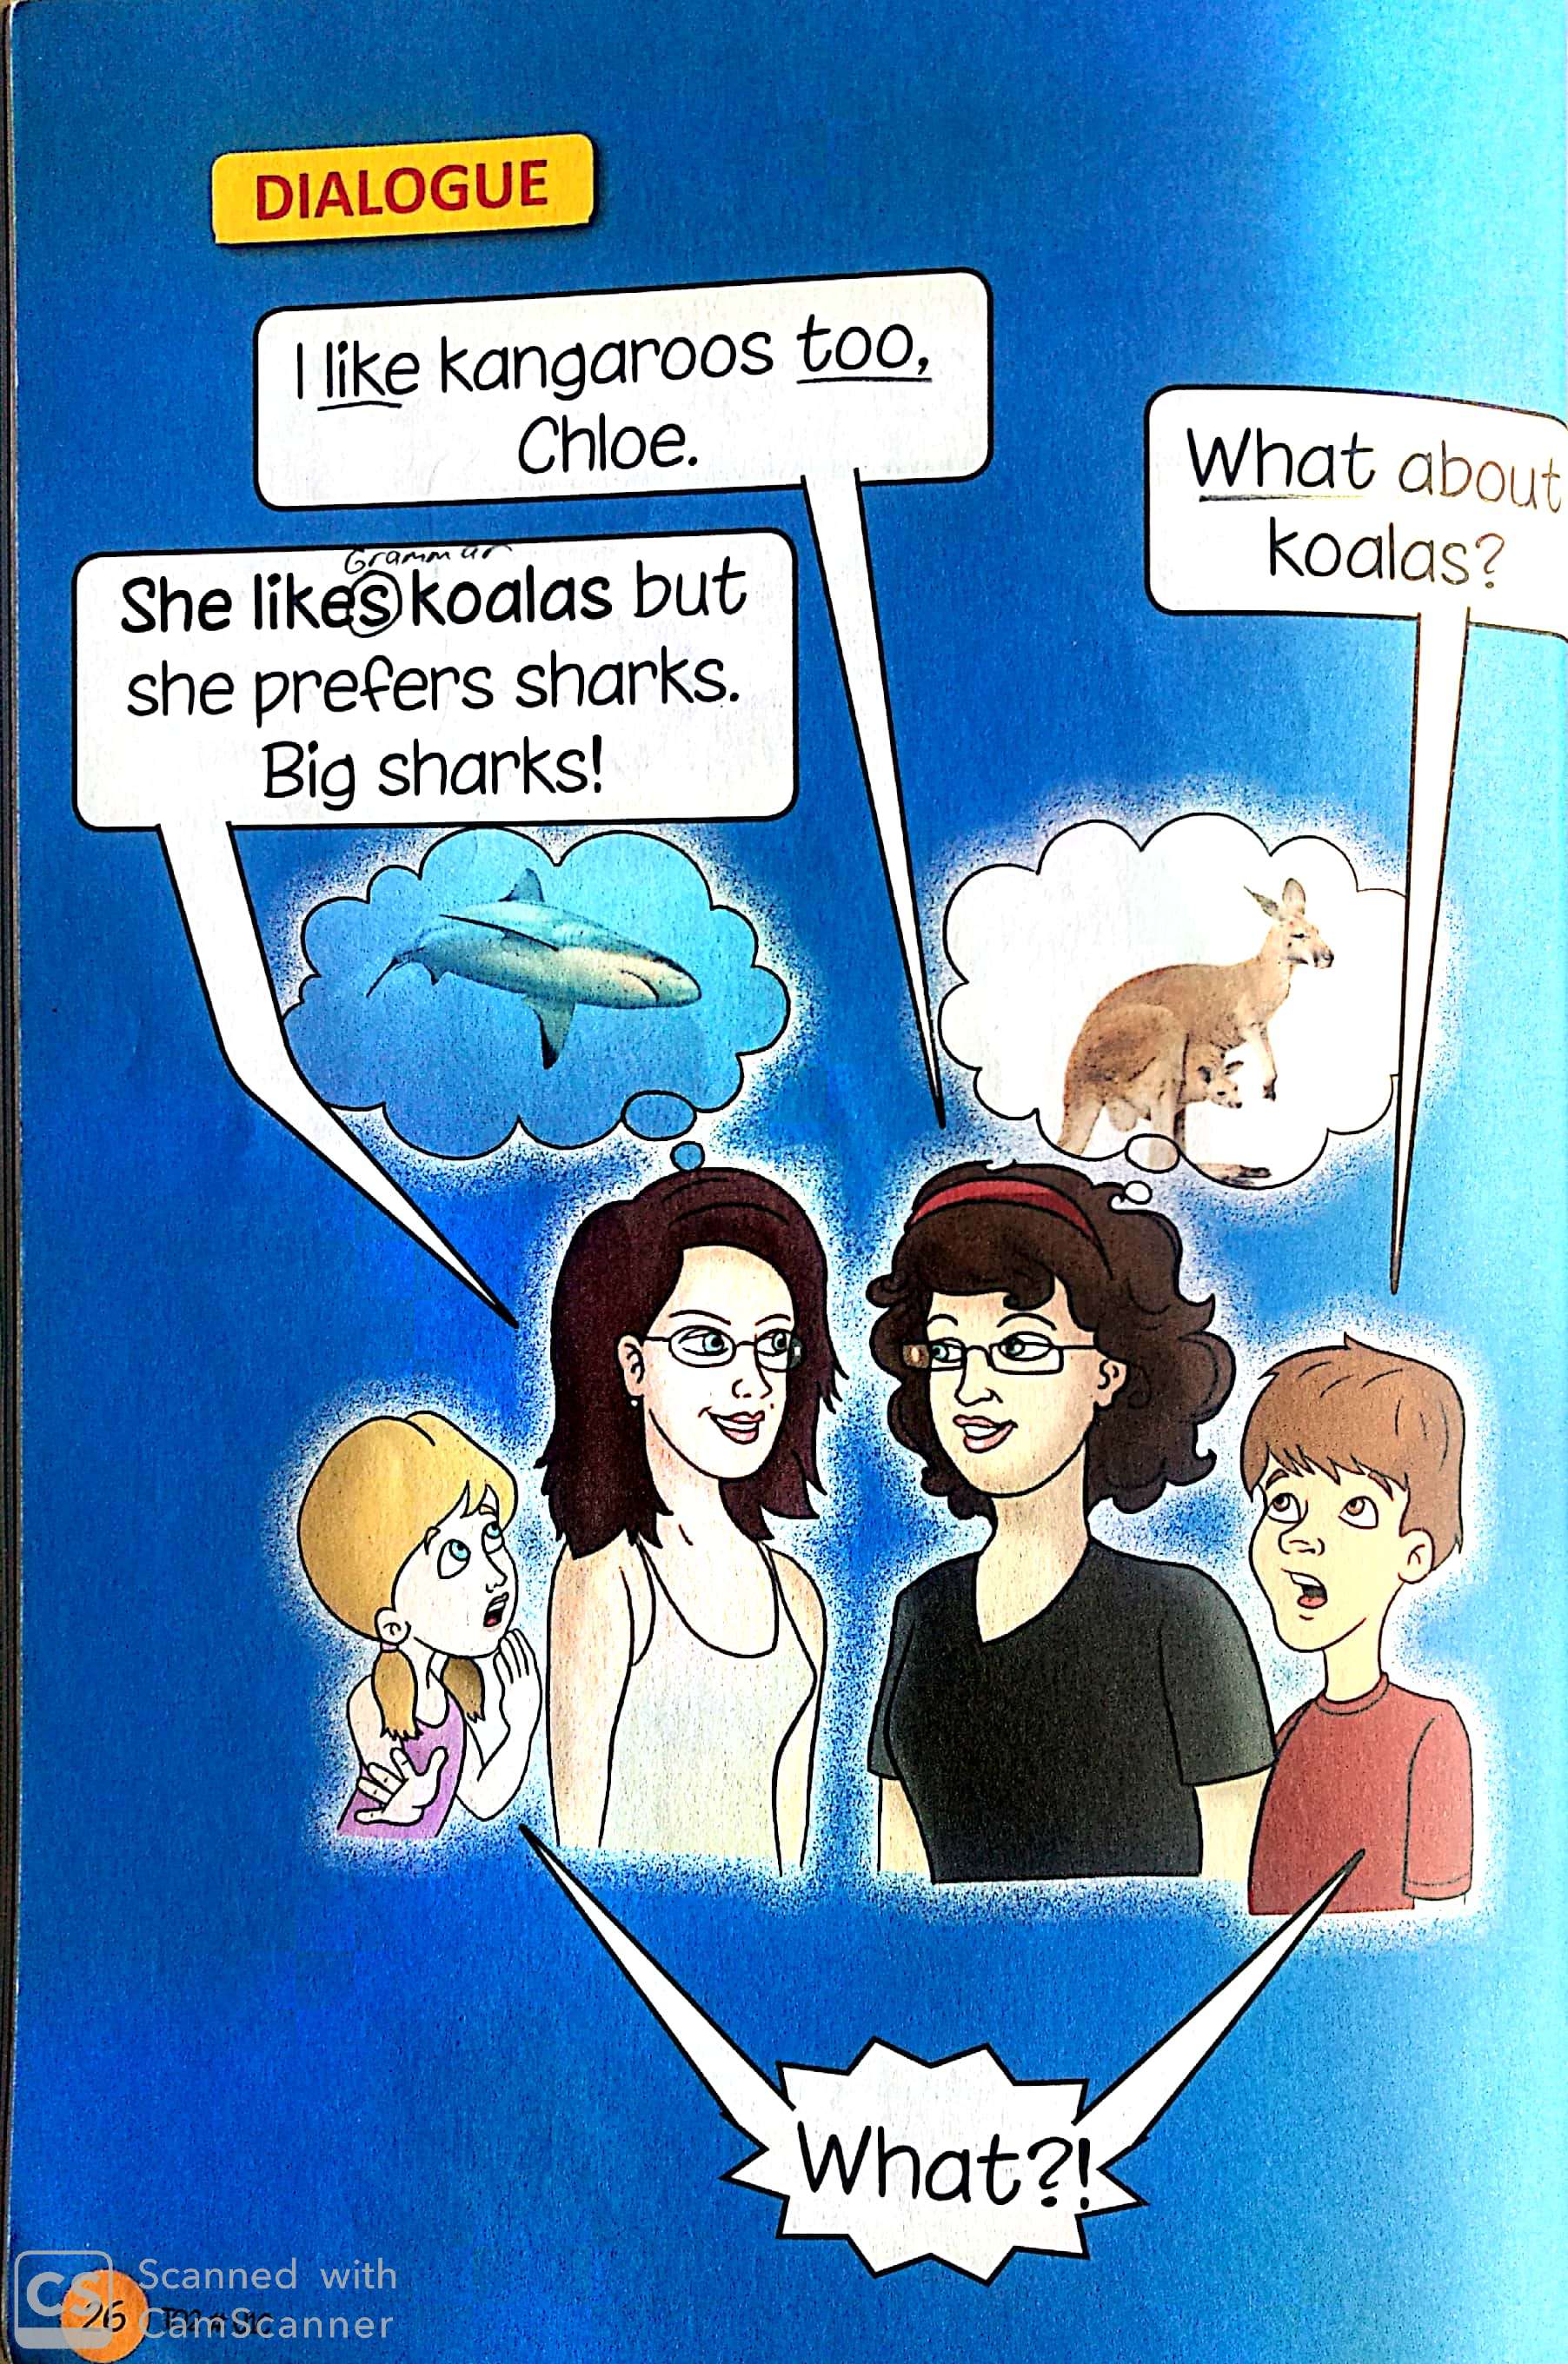 DIALOGUE
I like kangaroos too,
Chloe.
What about
koalas?
Grammar
She likes koalas but
she prefers sharks.
Big sharks!
What?!
26
CS
Scanned with
CamScanner